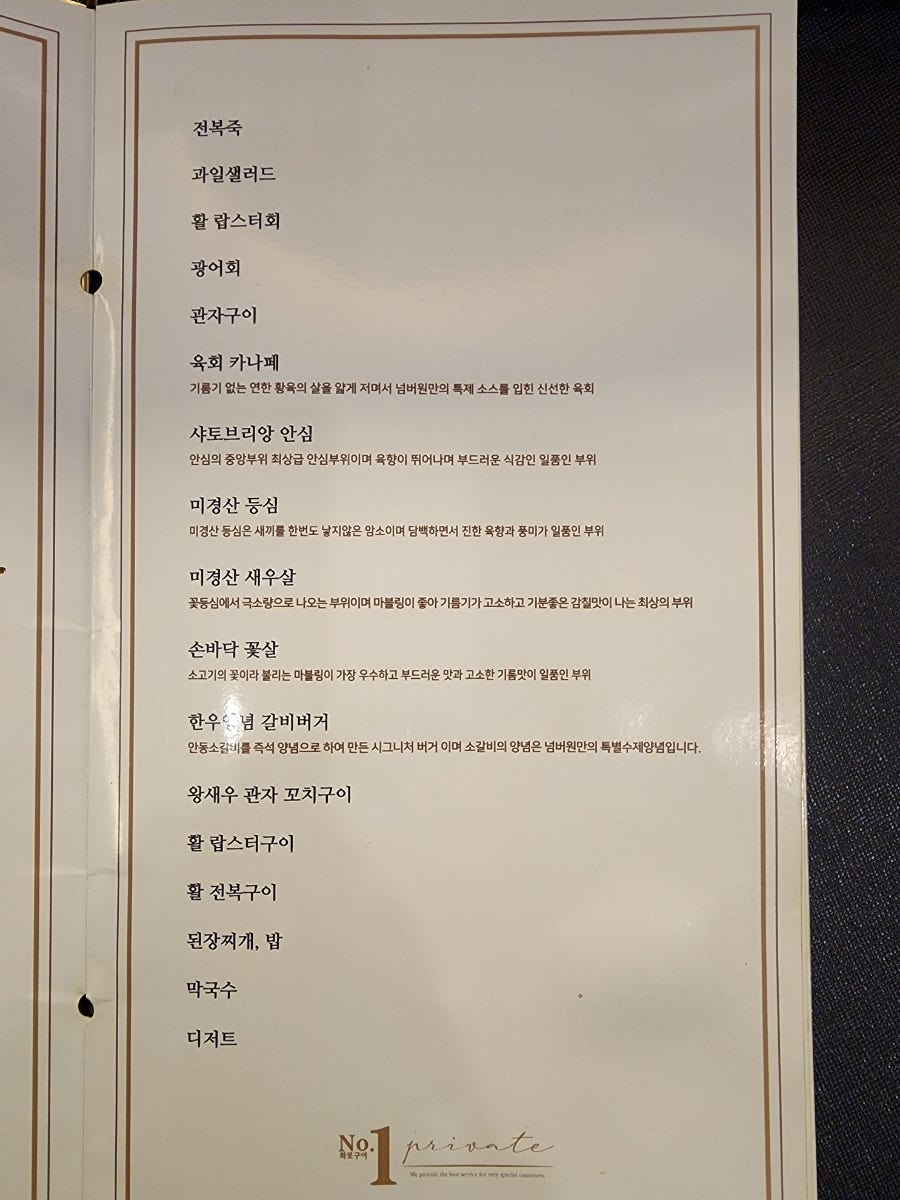 전복죽
과일샐러드
활 랍스터회
광어회
관자구이
육회 카나페
기름기 없는 연한 황육의 살을 얇게 저며서 넘버원만의 특제 소스를 입힌 신선한 육회
샤토브리앙 안심
안심의 중앙부위 최상급 안심부위이며 육향이 뛰어나며 부드러운 식감인 일품인 부위
미경산 등심
미경산 등심은 새끼를 한번도 낳지않은 암소이며 담백하면서 진한 육향과 풍미가 일품인 부위
미경산 새우살
꽃등심에서 극소량으로 나오는 부위이며 마블링이 좋아 기름기가 고소하고 기분좋은 감칠맛이 나는 최상의 부위
손바닥 꽃살
소고기의 꽃이라 불리는 마블링이 가장 우수하고 부드러운 맛과 고소한 기름맛이 일품인 부위
한우양념 갈비버거
안동소갈비를 즉석 양념으로 하여 만든 시그니처 버거 이며 소갈비의 양념은 넘버원만의 특별수제양념입니다.
왕새우 관자 꼬치구이
활 랍스터구이
활 전복구이
된장찌개, 밥
막국수
디저트
No.1 private
화로구이
We provide the best service for very special customers.